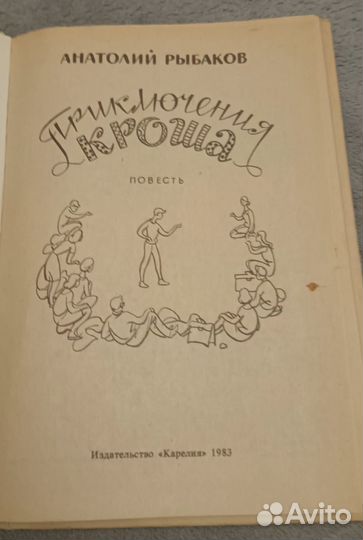 АНАТОЛИЙ РЫБАКОВ
Приключения
КРОША
ПОВЕСТЬ
Издательство «Карелия» 1983
Avito